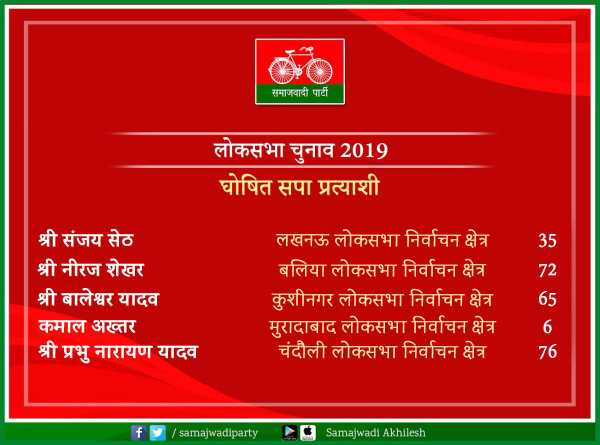 समाजवादी पार्टी
लोकसभा चुनाव 2019
घोषित सपा प्रत्याशी
श्री संजय सेठ लखनऊ लोकसभा निर्वाचन क्षेत्र 35
श्री नीरज शेखर बलिया लोकसभा निर्वाचन क्षेत्र 72
श्री बालेश्वर यादव कुशीनगर लोकसभा निर्वाचन क्षेत्र 65
कमाल अख्तर मुरादाबाद लोकसभा निर्वाचन क्षेत्र 6
श्री प्रभु नारायण यादव चंदौली लोकसभा निर्वाचन क्षेत्र 76
/ samajwadiparty Samajwadi Akhilesh